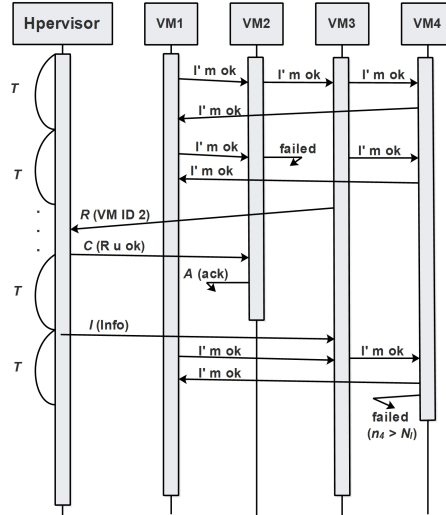 Hpervisor
VM1
VM2
VM3
VM4
I' m ok
I' m ok
I' m ok
T
I' m ok
I' m ok
failed
I' m ok
T
I' m ok
R (VM ID 2)
C (R u ok)
A (ack)
T
I (Info)
I' m ok
I' m ok
T
I' m ok
failed
(n4 > Nl)